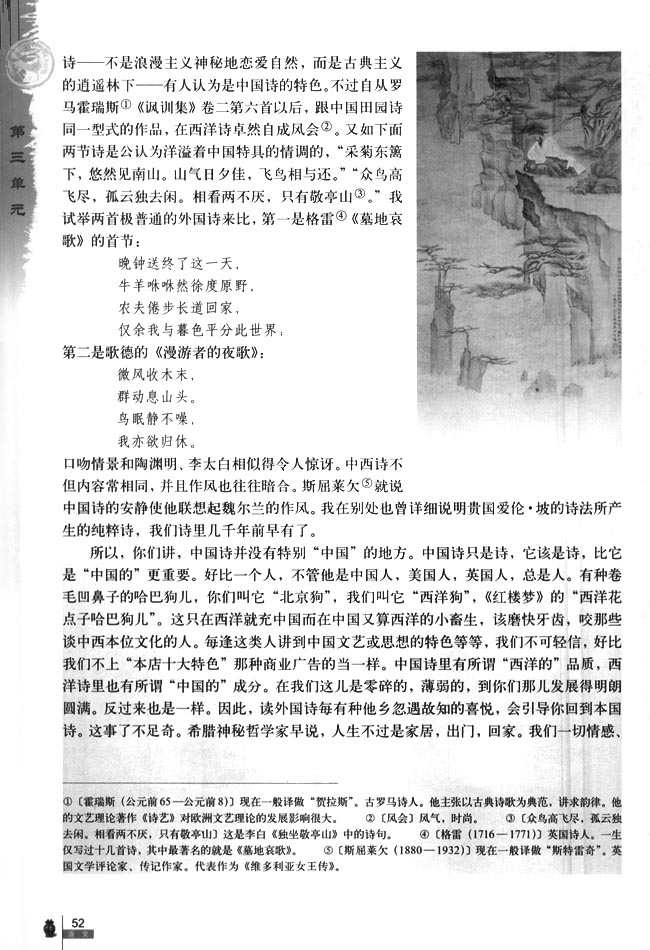 第三单元
诗——不是浪漫主义神秘地恋爱自然，而是古典主义
的逍遥林下——有人认为是中国诗的特色。不过自从罗
马霍瑞斯①《讽训集》卷二第六首以后，跟中国田园诗
同一型式的作品，在西洋诗卓然自成风会②。又如下面
两节诗是公认为洋溢着中国特具的情调的，“采菊东篱
下，悠然见南山。山气日夕佳，飞鸟相与还。”“众鸟高
飞尽，孤云独去闲。相看两不厌，只有敬亭山③。”我
试举两首极普通的外国诗来比，第一是格雷④《墓地哀
歌》的首节：
晚钟送终了这一天，
牛羊咻咻然徐度原野，
农夫倦步长道回家，
仅余我与暮色平分此世界；
第二是歌德的《漫游者的夜歌》：
微风收木末，
群动息山头。
鸟眠静不噪，
我亦欲归休。
口吻情景和陶渊明、李太白相似得令人惊讶。中西诗不
但内容常相同，并且作风也往往暗合。斯屈莱欠⑤就说
中国诗的安静使他联想起魏尔兰的作风。我在别处也曾详细说明贵国爱伦·坡的诗法所产
生的纯粹诗，我们诗里几千年前早有了。
所以，你们讲，中国诗并没有特别“中国”的地方。中国诗只是诗，它该是诗，比它
是“中国的”更重要。好比一个人，不管他是中国人，美国人，英国人，总是人。有种卷
毛凹鼻子的哈巴狗儿，你们叫它“北京狗”，我们叫它“西洋狗”，《红楼梦》的“西洋花
点子哈巴狗儿”。这只在西洋就充中国而在中国又算西洋的小畜生，该磨快牙齿，咬那些
谈中西本位文化的人。每逢这类人讲到中国文艺或思想的特色等等，我们不可轻信，好比
我们不上“本店十大特色”那种商业广告的当一样。中国诗里有所谓“西洋的”品质，西
洋诗里也有所谓“中国的”成分。在我们这儿是零碎的，薄弱的，到你们那儿发展得明朗
圆满。反过来也是一样。因此，读外国诗每有种他乡忽遇故知的喜悦，会引导你回到本国
诗。这事了不足奇。希腊神秘哲学家早说，人生不过是家居，出门，回家。我们一切情感、
①〔霍瑞斯（公元前65—公元前8）〕现在一般译做“贺拉斯”。古罗马诗人。他主张以古典诗歌为典范，讲求韵律。他
的文艺理论著作《诗艺》对欧洲文艺理论的发展影响很大。 ②〔风会〕风气，时尚。 ③〔众鸟高飞尽，孤云独
去闲。相看两不厌，只有敬亭山〕这是李白《独坐敬亭山》中的诗句。 ④〔格雷（1716—1771）〕英国诗人。一生
仅写过十几首诗，其中最著名的就是《墓地哀歌》。 ⑤〔斯屈莱欠（1880—1932）〕现在一般译做“斯特雷奇”。英
国文学评论家、传记作家。代表作为《维多利亚女王传》。
52
语文